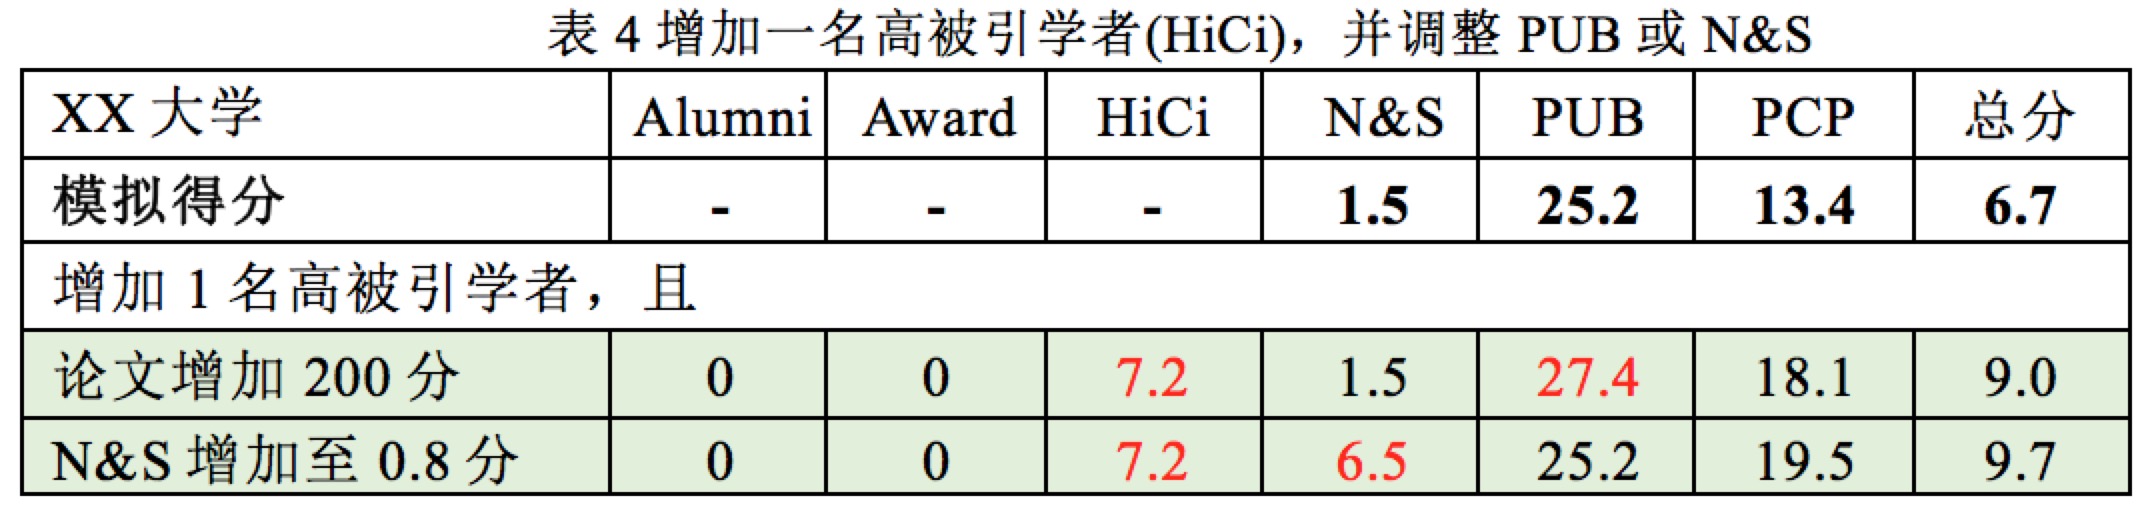 表 4 增加一名高被引学者(HiCi)，并调整 PUB 或 N&S
XX 大学 Alumni Award HiCi N&S PUB PCP 总分
模拟得分 - - - 1.5 25.2 13.4 6.7
增加 1 名高被引学者，且
论文增加 200 分 0 0 7.2 1.5 27.4 18.1 9.0
N&S 增加至 0.8 分 0 0 7.2 6.5 25.2 19.5 9.7